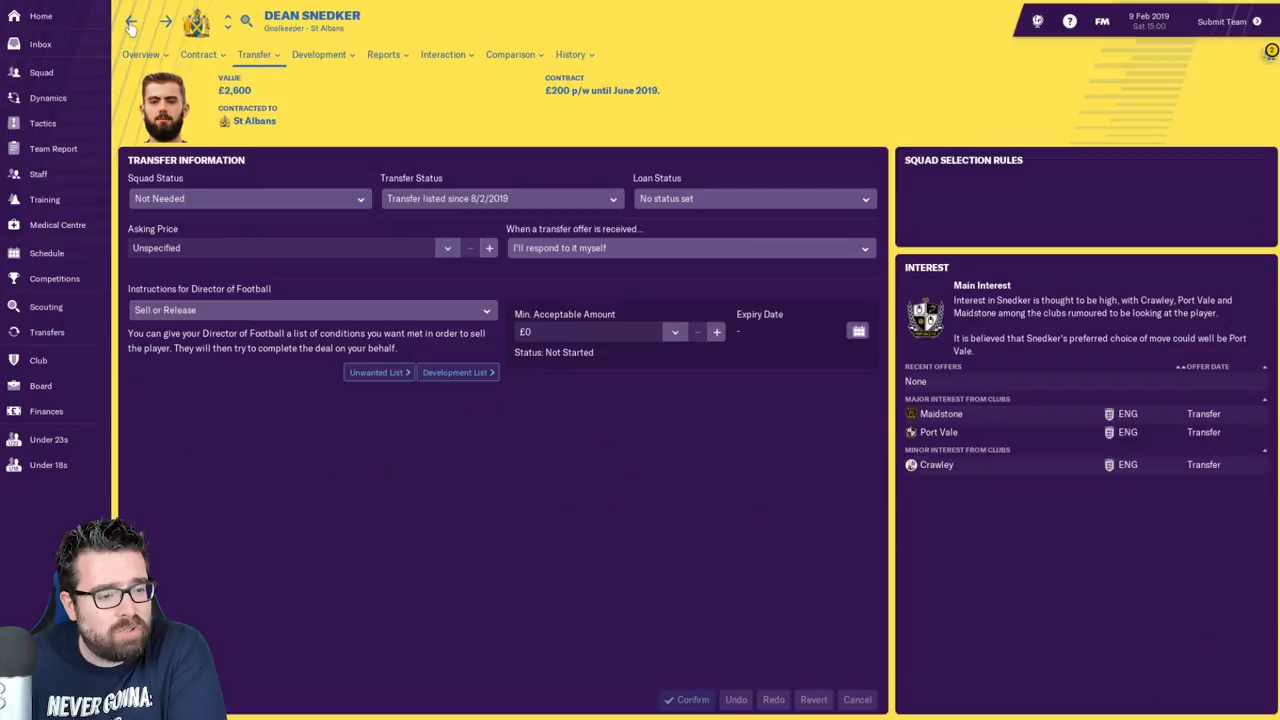 Home
Inbox
Squad
Dynamics
Tactics
Team Report
Staff
Training
Medical Centre
Schedule
Competitions
Scouting
Transfers
Club
Board
Finances
Under 23s
Under 18s
DEAN SNEDKER
Goalkeeper - St Albans
FM
9 Feb 2019
Sat 15:00
Submit Team
2
Overview
Contract
Transfer
Development
Reports
Interaction
Comparison
History
VALUE
£2,600
CONTRACTED TO
St Albans
CONTRACT
£200 p/w until June 2019.
TRANSFER INFORMATION
Squad Status
Transfer Status
Loan Status
Not Needed
Transfer listed since 8/2/2019
No status set
Asking Price
When a transfer offer is received...
Unspecified
I'll respond to it myself
Instructions for Director of Football
Sell or Release
You can give your Director of Football a list of conditions you want met in order to sell
the player. They will then try to complete the deal on your behalf.
Unwanted List
Development List
Min. Acceptable Amount
Expiry Date
£0
-
Status: Not Started
Confirm
Undo
Redo
Revert
Cancel
SQUAD SELECTION RULES
INTEREST
Main Interest
Interest in Snedker is thought to be high, with Crawley, Port Vale and
Maidstone among the clubs rumoured to be looking at the player.
It is believed that Snedker's preferred choice of move could well be Port
Vale.
RECENT OFFERS
OFFER DATE
None
MAJOR INTEREST FROM CLUBS
Maidstone ENG Transfer
Port Vale ENG Transfer
MINOR INTEREST FROM CLUBS
Crawley ENG Transfer
NEVER GONNA